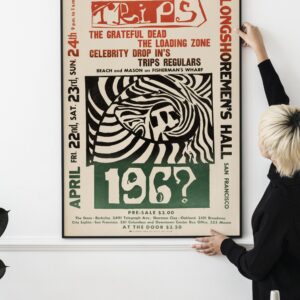 TRIPS
THE GRATEFUL DEAD
THE LOADING ZONE
CELEBRITY DROP IN'S
TRIPS REGULARS
BEACH and MASON on FISHERMAN'S WHARF
196?
PRE-SALE $2.00
AT THE DOOR $2.50
APRIL FRI. 22nd, SAT. 23rd, SUN. 24th
LONGSHOREMEN'S HALL
SAN FRANCISCO